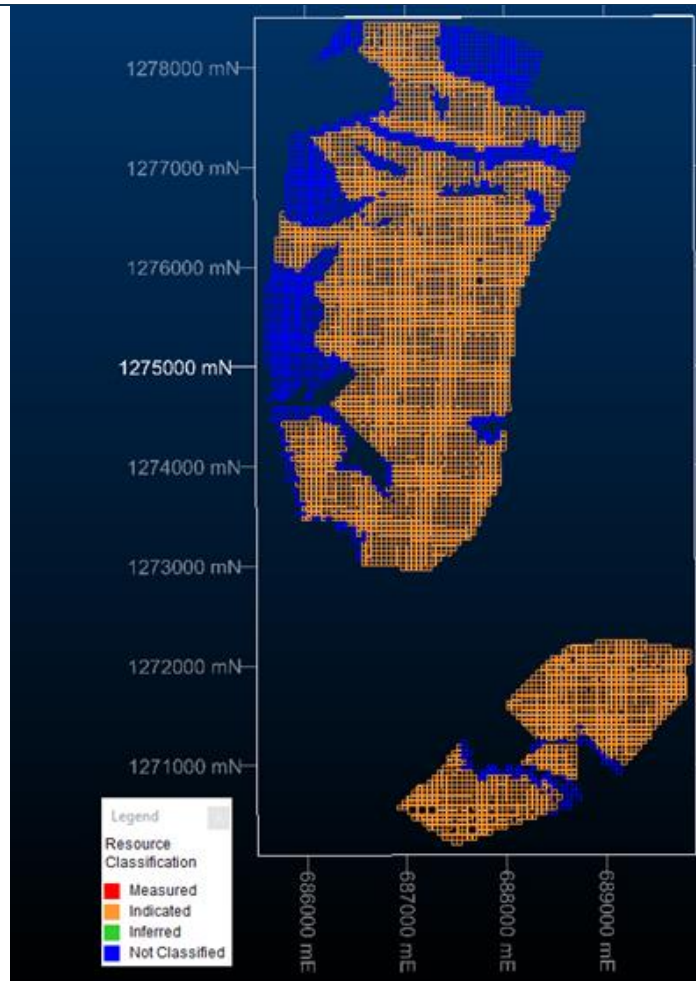 1278000 mN
1277000 mN
1276000 mN
1275000 mN
1274000 mN
1273000 mN
1272000 mN
1271000 mN
686000 mE
687000 mE
688000 mE
689000 mE
Legend
Resource
Classification
Measured
Indicated
Inferred
Not Classified